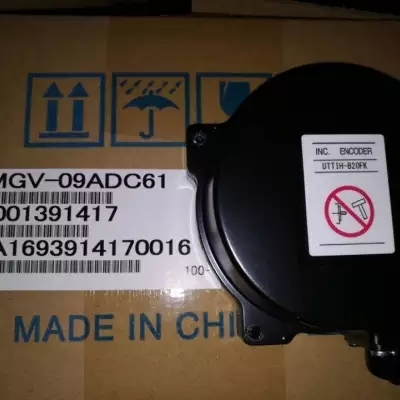 MGV-09ADC61
001391417
A1693914170016
100-
MADE IN CHI
INC. ENCODER
UTTIH-B20FK